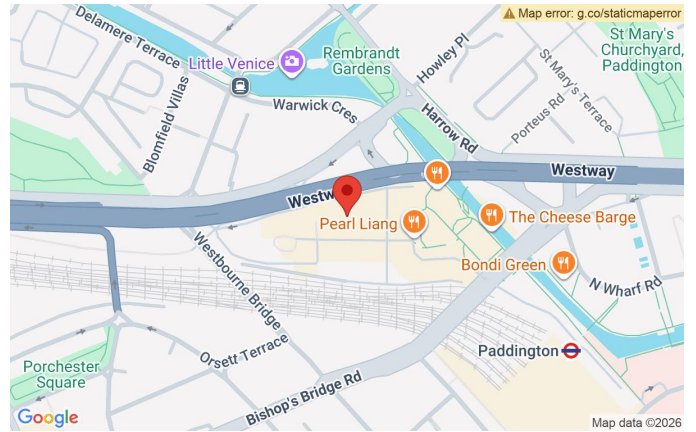 Map error: g.co/staticmaperror
Delamere Terrace
Little Venice
Rembrandt
Gardens
Howley Pl
St Mary's
Churchyard,
Paddington
St Mary's Terrace
Porteus Rd
Harrow Rd
Warwick Cres
Blomfield Villas
Westway
Westw
Pearl Liang
The Cheese Barge
Bondi Green
N Wharf Rd
Westbourne Bridge
Orsett Terrace
Paddington
Porchester
Square
Bishop's Bridge Rd
Google
Map data ©2026